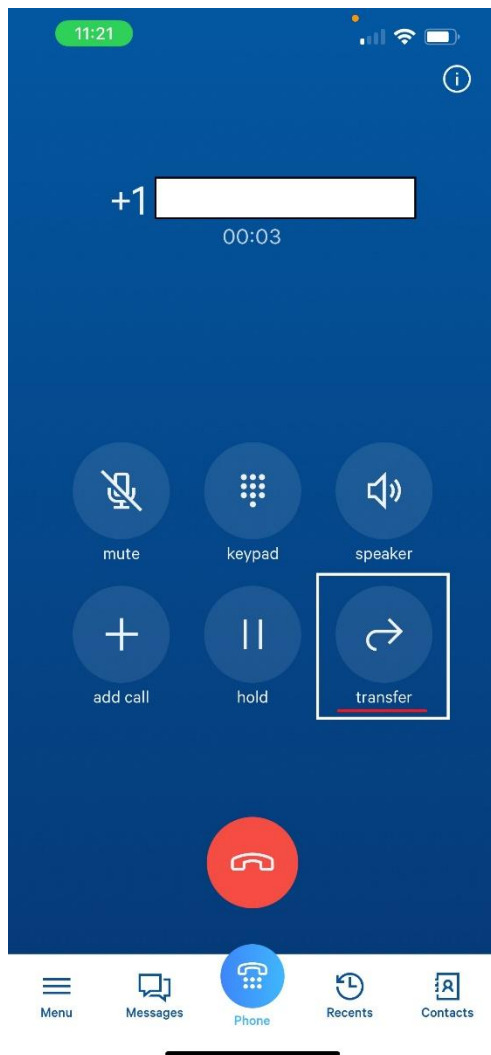 11:21
+1
00:03
mute keypad speaker
add call hold transfer
Menu Messages Phone Recents Contacts